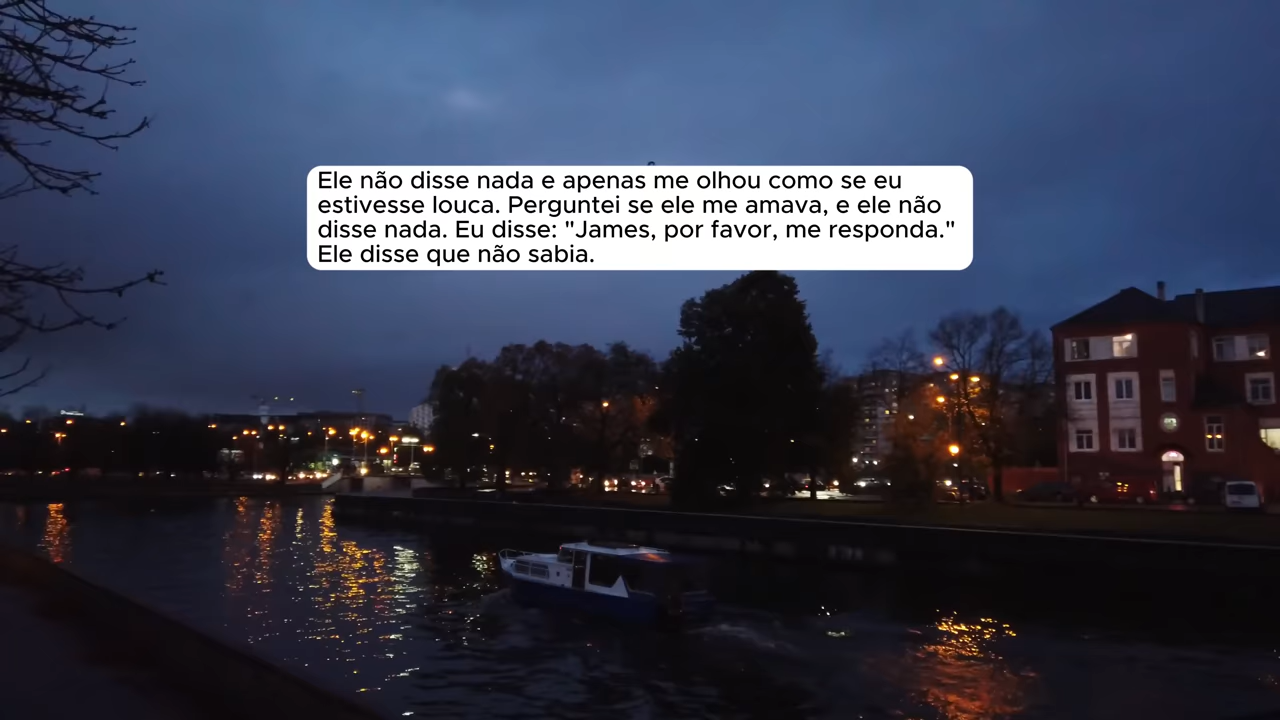 Ele não disse nada e apenas me olhou como se eu
estivesse louca. Perguntei se ele me amava, e ele não
disse nada. Eu disse: "James, por favor, me responda."
Ele disse que não sabia.